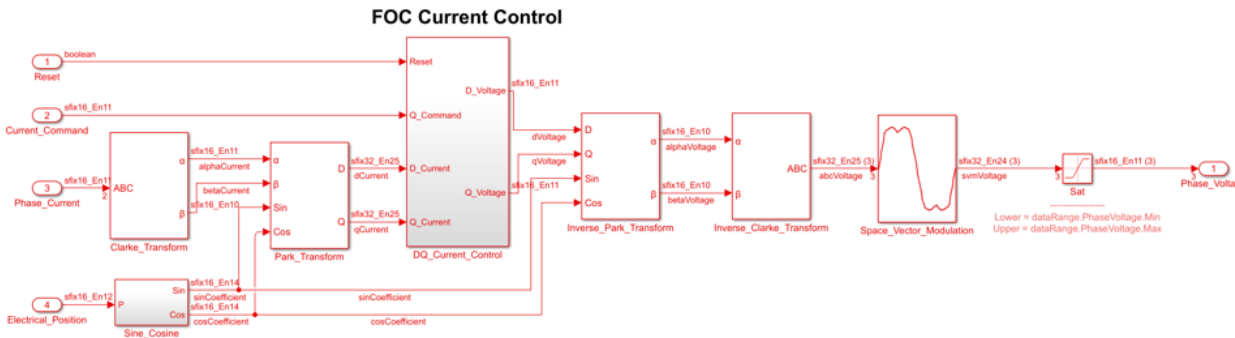 FOC Current Control
boolean
1
Reset
sfix16_En11
2
Current_Command
sfix16_En11
3
Phase_Current
2
ABC
α
β
Clarke_Transform
sfix16_En11
alphaCurrent
betaCurrent
sfix16_En10
α
β
Sin
Cos
D
Q
Park_Transform
sfix32_En25
dCurrent
sfix32_En25
qCurrent
Reset
Q_Command
D_Current
Q_Current
D_Voltage
Q_Voltage
DQ_Current_Control
sfix16_En11
dVoltage
qVoltage
sfix16_En11
D
Q
Sin
Cos
α
β
Inverse_Park_Transform
sfix16_En10
alphaVoltage
sfix16_En10
betaVoltage
α
β
ABC
Inverse_Clarke_Transform
sfix32_En25 (3)
abcVoltage
3
Space_Vector_Modulation
sfix32_En24 (3)
svmVoltage
3
Sat
sfix16_En11 (3)
3
1
Phase_Volta
Lower = dataRange.PhaseVoltage.Min
Upper = dataRange.PhaseVoltage.Max
sfix16_En12
4
Electrical_Position
P
Sin
Cos
Sine_Cosine
sfix16_En14
sinCoefficient
sfix16_En14
cosCoefficient
sinCoefficient
cosCoefficient